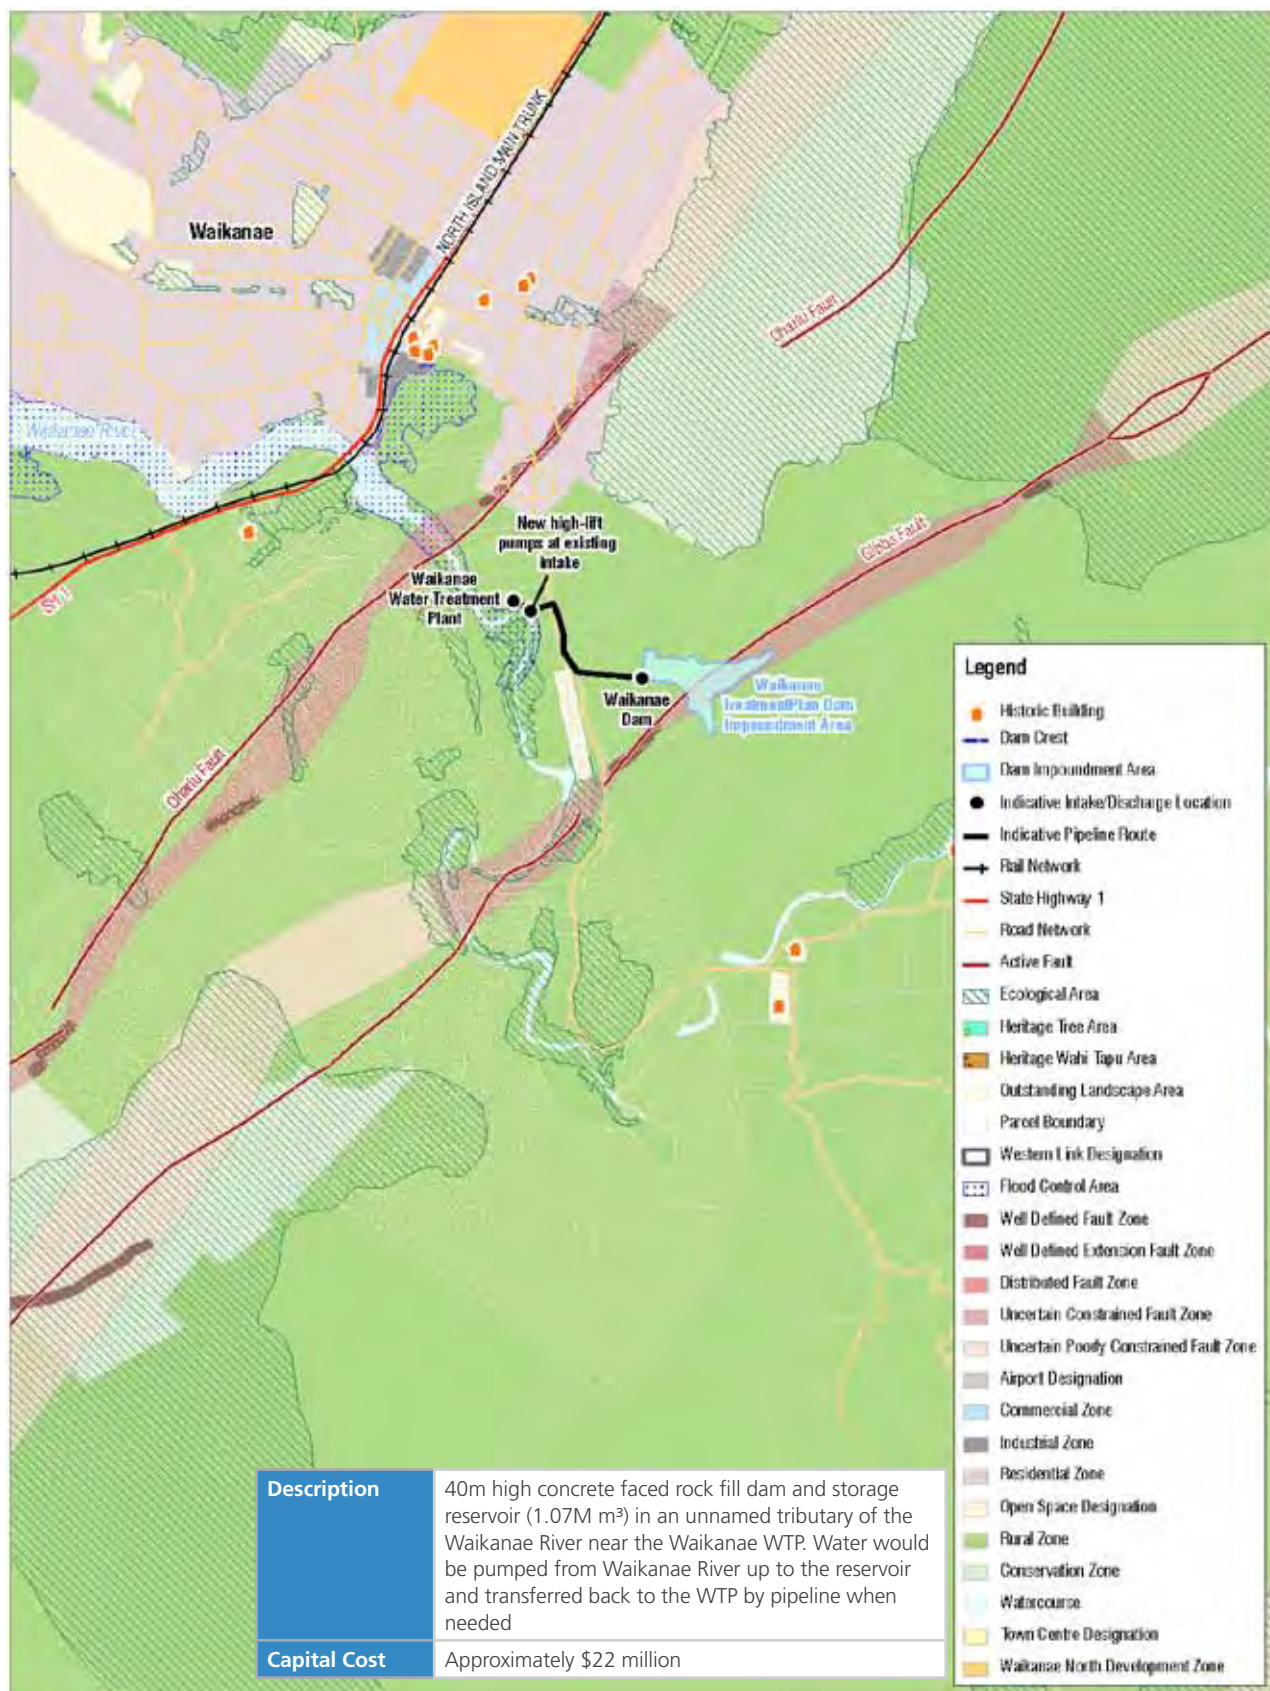 NORTH ISLAND MAIN TRUNK
Waikanae
Ohariu Fault
Waikanae River
Gibbs Fault
New high-lift
pumps at existing
intake
Waikanae
Water Treatment
Plant
SH 1
Waikanae
Dam
Waikanae
TreatmentPlan Dam
Impoundment Area
Ohariu Fault
Legend
Historic Building
Dam Crest
Dam Impoundment Area
Indicative Intake/Discharge Location
Indicative Pipeline Route
Rail Network
State Highway 1
Road Network
Active Fault
Ecological Area
Heritage Tree Area
Heritage Wahi Tapu Area
Outstanding Landscape Area
Parcel Boundary
Western Link Designation
Flood Control Area
Well Defined Fault Zone
Well Defined Extension Fault Zone
Distributed Fault Zone
Uncertain Constrained Fault Zone
Uncertain Poorly Constrained Fault Zone
Airport Designation
Commercial Zone
Industrial Zone
Residential Zone
Open Space Designation
Rural Zone
Conservation Zone
Watercourse
Town Centre Designation
Waikanae North Development Zone
Description
40m high concrete faced rock fill dam and storage
reservoir (1.07M m³) in an unnamed tributary of the
Waikanae River near the Waikanae WTP. Water would
be pumped from Waikanae River up to the reservoir
and transferred back to the WTP by pipeline when
needed
Capital Cost
Approximately $22 million